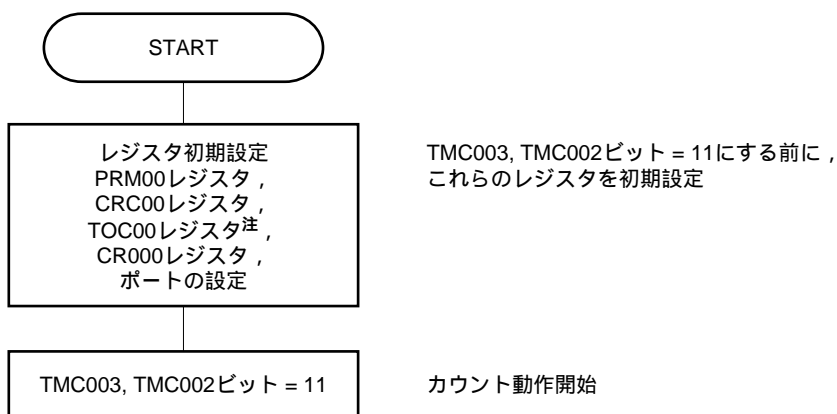 START
レジスタ初期設定
PRM00レジスタ，
CRC00レジスタ，
TOC00レジスタ注，
CR000レジスタ，
ポートの設定
TMC003, TMC002ビット = 11にする前に，
これらのレジスタを初期設定
TMC003, TMC002ビット = 11
カウント動作開始